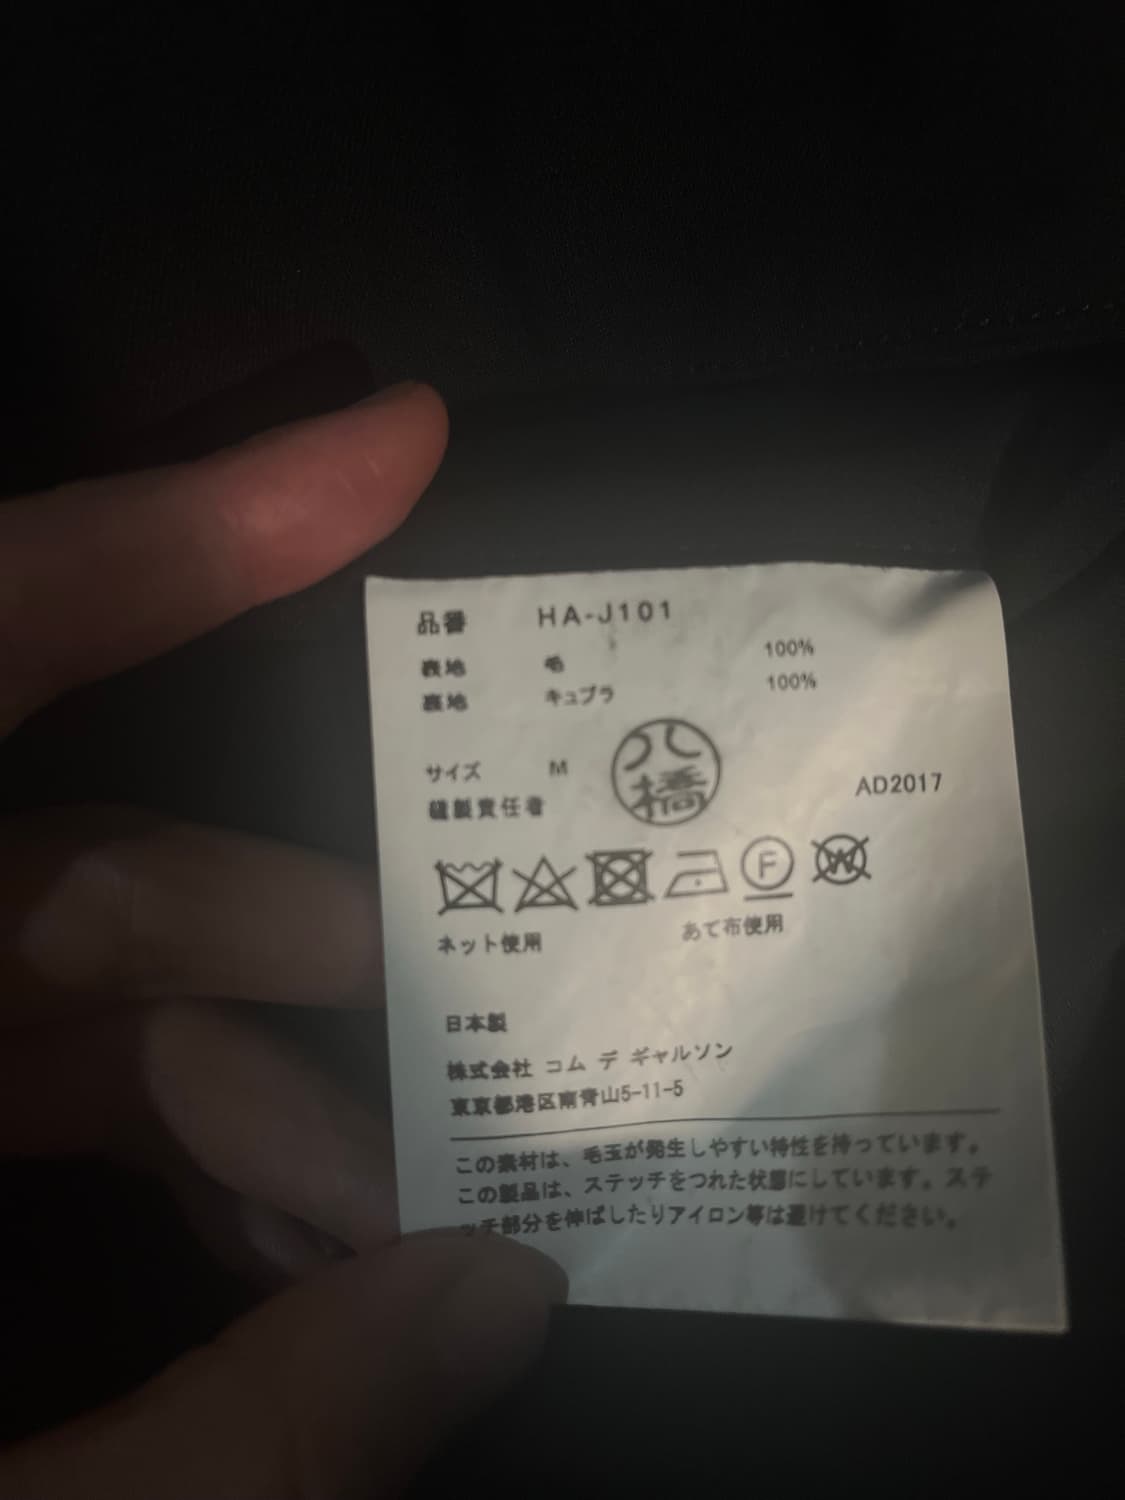 品番 HA-J101
表地 毛 100%
裏地 キュプラ 100%
サイズ M
八橋
縫製責任者
AD2017
F
W
ネット使用
あて布使用
日本製
株式会社 コム デ ギャルソン
東京都港区南青山5-11-5
この素材は、毛玉が発生しやすい特性を持っています。
この製品は、ステッチをつれた状態にしています。ステ
ッチ部分を伸ばしたりアイロン等は避けてください。